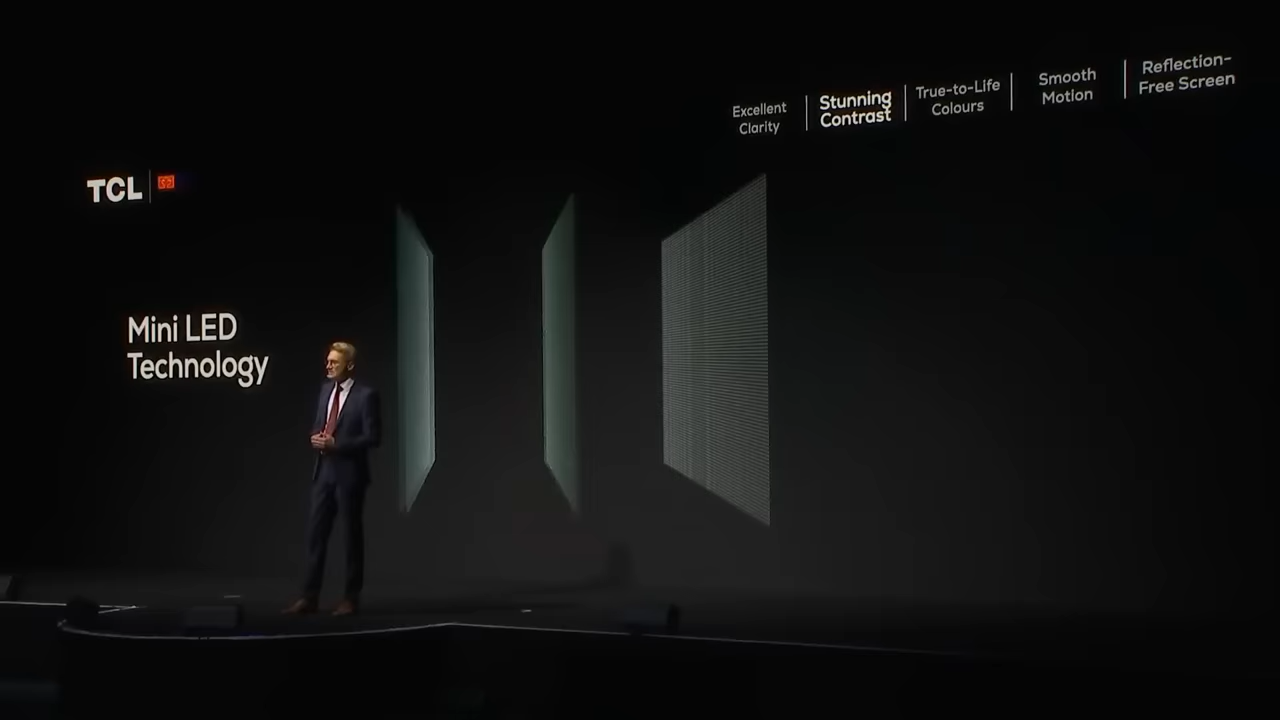 Excellent
Clarity
Stunning
Contrast
True-to-Life
Colours
Smooth
Motion
Reflection-
Free Screen
TCL
Mini LED
Technology